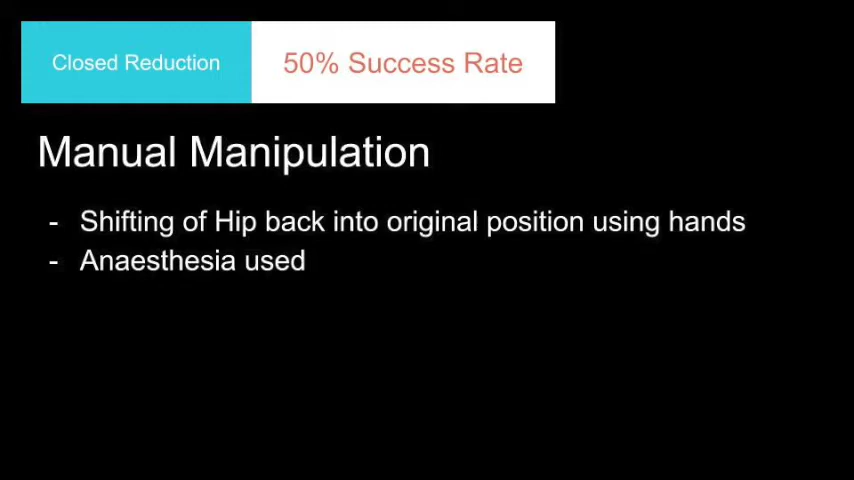 Closed Reduction
50% Success Rate
Manual Manipulation
- Shifting of Hip back into original position using hands
- Anaesthesia used